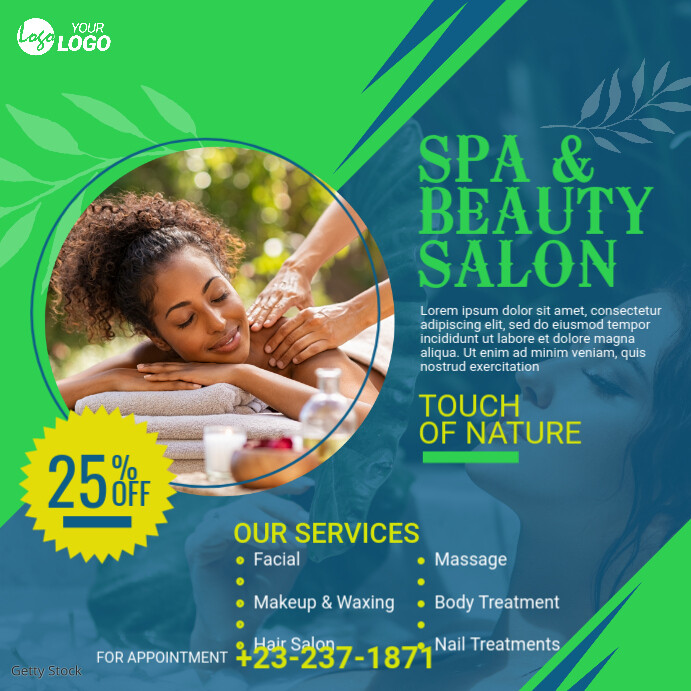 Logo
YOUR
LOGO
SPA &
BEAUTY
SALON
Lorem ipsum dolor sit amet, consectetur
adipiscing elit, sed do eiusmod tempor
incididunt ut labore et dolore magna
aliqua. Ut enim ad minim veniam, quis
nostrud exercitation
TOUCH
OF NATURE
25% OFF
OUR SERVICES
Facial
Makeup & Waxing
Hair Salon
Massage
Body Treatment
Nail Treatments
FOR APPOINTMENT +23-237-1871
Getty Stock